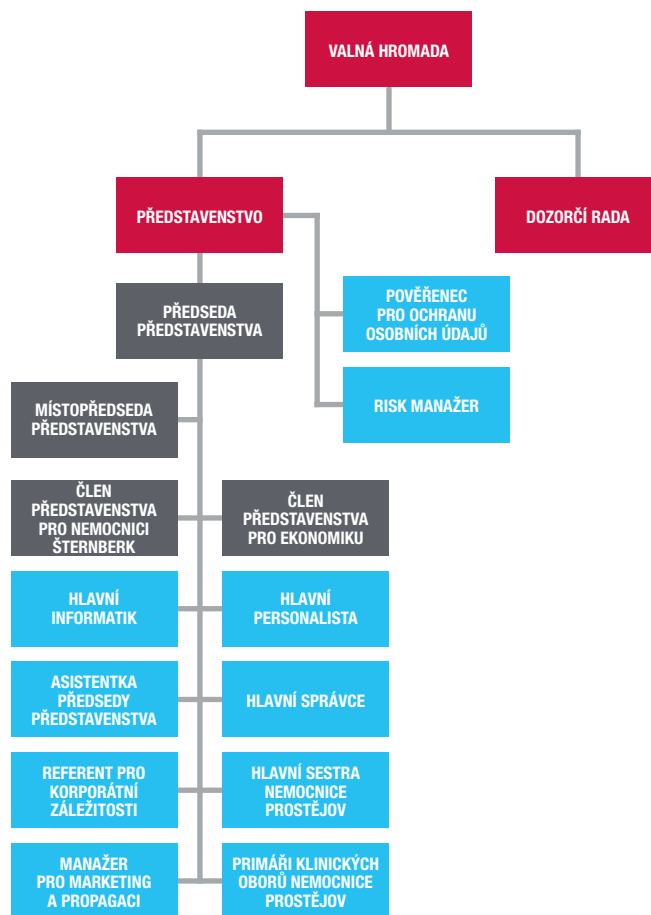 VALNÁ HROMADA
PŘEDSTAVENSTVO
DOZORČÍ RADA
POVĚŘENEC
PRO OCHRANU
OSOBNÍCH ÚDAJŮ
PŘEDSEDA
PŘEDSTAVENSTVA
RISK MANAŽER
MÍSTOPŘEDSEDA
PŘEDSTAVENSTVA
ČLEN
PŘEDSTAVENSTVA
PRO NEMOCNICI
ŠTERNBERK
ČLEN
PŘEDSTAVENSTVA
PRO EKONOMIKU
HLAVNÍ
INFORMATIK
HLAVNÍ
PERSONALISTA
ASISTENTKA
PŘEDSEDY
PŘEDSTAVENSTVA
HLAVNÍ SPRÁVCE
REFERENT PRO
KORPORÁTNÍ
ZÁLEŽITOSTI
HLAVNÍ SESTRA
NEMOCNICE
PROSTĚJOV
MANAŽER
PRO MARKETING
A PROPAGACI
PRIMÁŘI KLINICKÝCH
OBORŮ NEMOCNICE
PROSTĚJOV